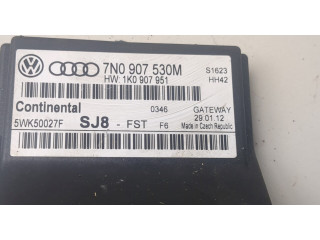 7N0 907 530M
S1623
HW: 1K0 907 951
HH42
Continental
0346
GATEWAY
29.01.12
5WK50027F
SJ8 - FST F6
Made in Czech Republic